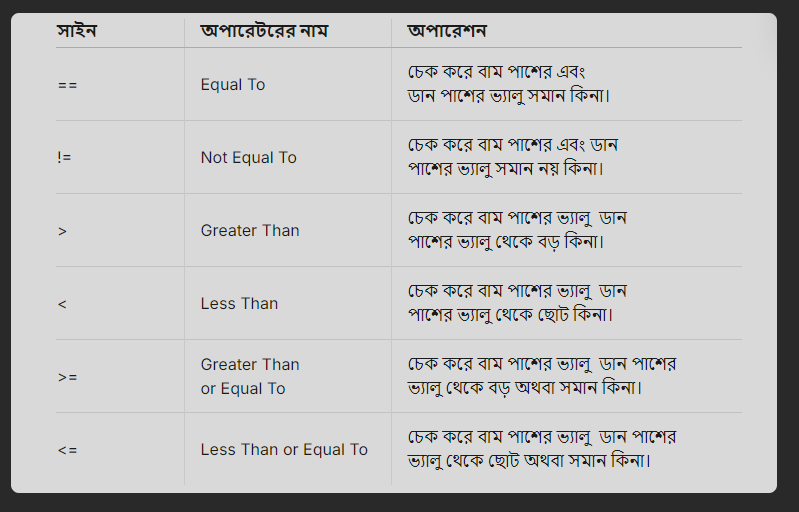 সাইন অপারেটরের নাম অপারেশন
== Equal To চেক করে বাম পাশের এবং
ডান পাশের ভ্যালু সমান কিনা।
!= Not Equal To চেক করে বাম পাশের এবং ডান
পাশের ভ্যালু সমান নয় কিনা।
> Greater Than চেক করে বাম পাশের ভ্যালু ডান
পাশের ভ্যালু থেকে বড় কিনা।
< Less Than চেক করে বাম পাশের ভ্যালু ডান
পাশের ভ্যালু থেকে ছোট কিনা।
>= Greater Than
or Equal To
চেক করে বাম পাশের ভ্যালু ডান পাশের
ভ্যালু থেকে বড় অথবা সমান কিনা।
<= Less Than or Equal To চেক করে বাম পাশের ভ্যালু ডান পাশের
ভ্যালু থেকে ছোট অথবা সমান কিনা।